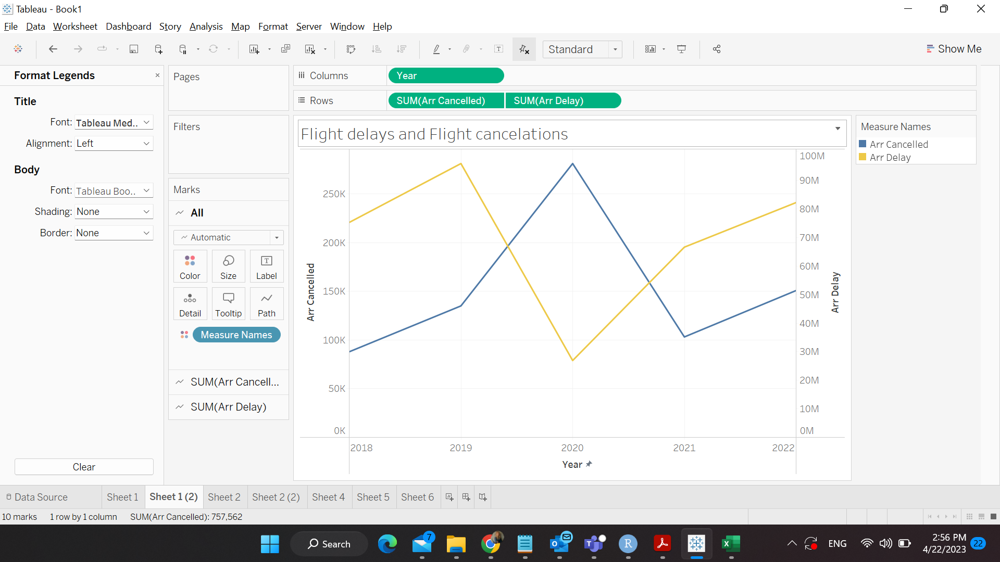 Tableau - Book1
File Data Worksheet Dashboard Story Analysis Map Format Server Window Help
Standard
Show Me
Format Legends
Title
Font: Tableau Med..
Alignment: Left
Body
Font: Tableau Boo..
Shading: None
Border: None
Clear
Pages
Filters
Marks
All
Automatic
Color Size Label
Detail Tooltip Path
Measure Names
SUM(Arr Cancell...
SUM(Arr Delay)
Columns Year
Rows SUM(Arr Cancelled) SUM(Arr Delay)
Flight delays and Flight cancelations
Arr Cancelled
250K
200K
150K
100K
50K
0K
100M
90M
80M
70M
60M
50M
40M
30M
20M
10M
0M
Arr Delay
2018 2019 2020 2021 2022
Year
Measure Names
Arr Cancelled
Arr Delay
Data Source Sheet 1 Sheet 1 (2) Sheet 2 Sheet 2 (2) Sheet 4 Sheet 5 Sheet 6
10 marks 1 row by 1 column SUM(Arr Cancelled): 757,562
Search 7 ENG 2:56 PM
4/22/2023 22